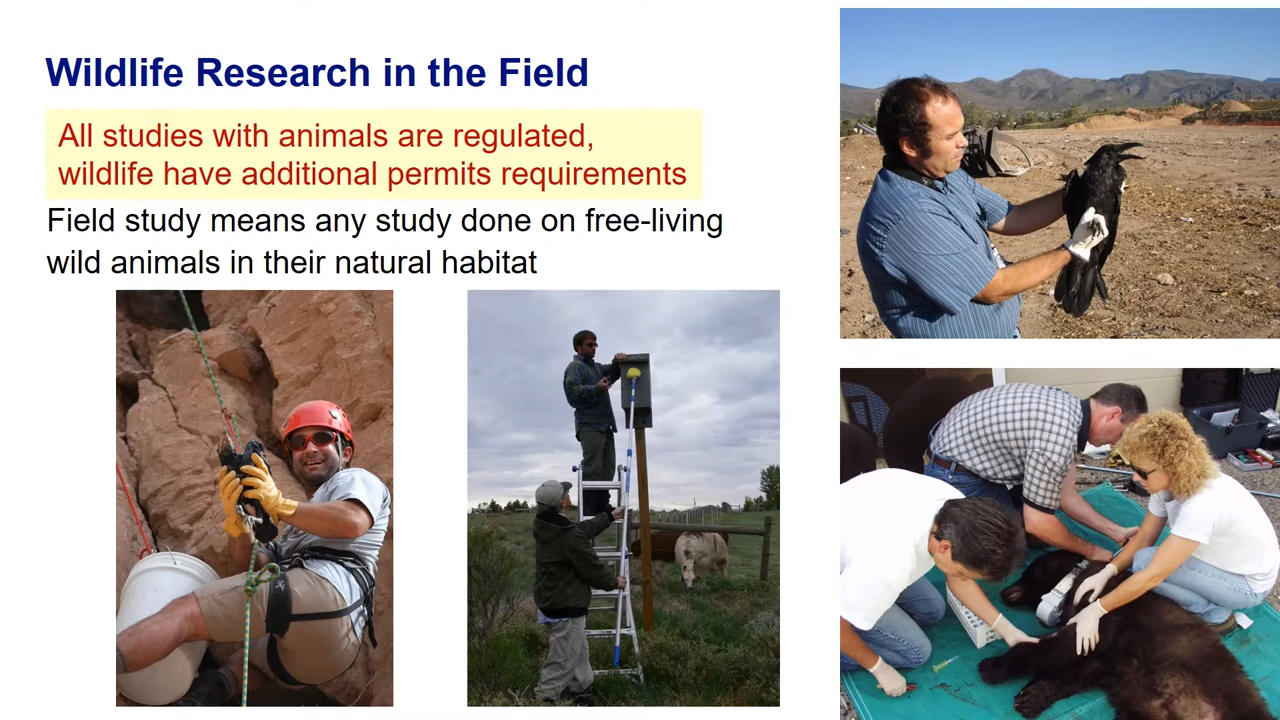 Wildlife Research in the Field
All studies with animals are regulated,
wildlife have additional permits requirements
Field study means any study done on free-living
wild animals in their natural habitat